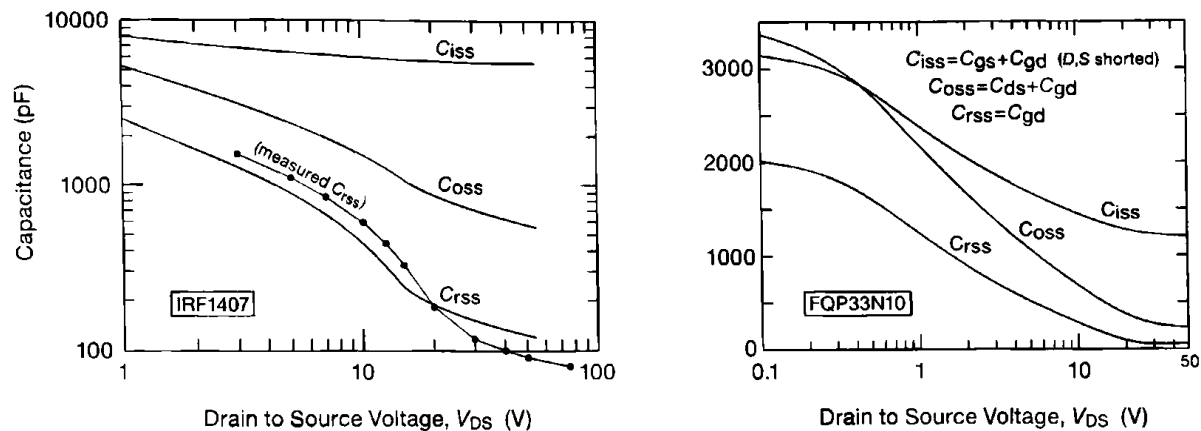 10000
1000
100
Capacitance (pF)
Ciss
(measured Crss)
Coss
Crss
IRF1407
1
10
100
Drain to Source Voltage, VDS (V)
3000
2000
1000
0
Ciss=Cgs+Cgd (D,S shorted)
Coss=Cds+Cgd
Crss=Cgd
Ciss
Coss
Crss
FQP33N10
0.1
1
10
50
Drain to Source Voltage, VDS (V)